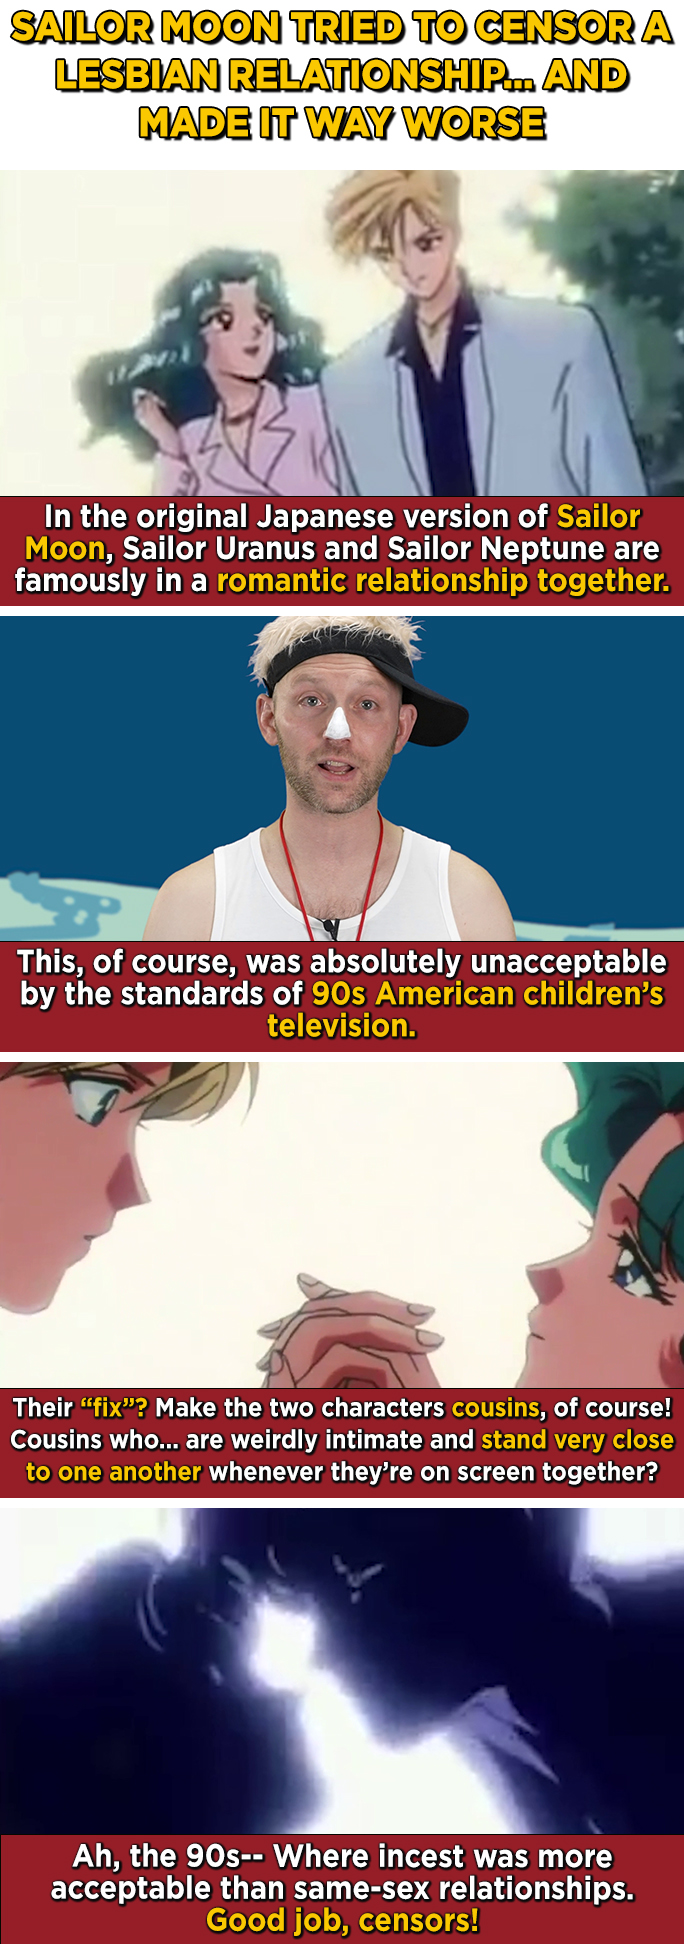 SAILOR MOON TRIED TO CENSOR A
LESBIAN RELATIONSHIP... AND
MADE IT WAY WORSE
In the original Japanese version of Sailor
Moon, Sailor Uranus and Sailor Neptune are
famously in a romantic relationship together.
This, of course, was absolutely unacceptable
by the standards of 90s American children’s
television.
Their “fix”? Make the two characters cousins, of course!
Cousins who... are weirdly intimate and stand very close
to one another whenever they’re on screen together?
Ah, the 90s-- Where incest was more
acceptable than same-sex relationships.
Good job, censors!